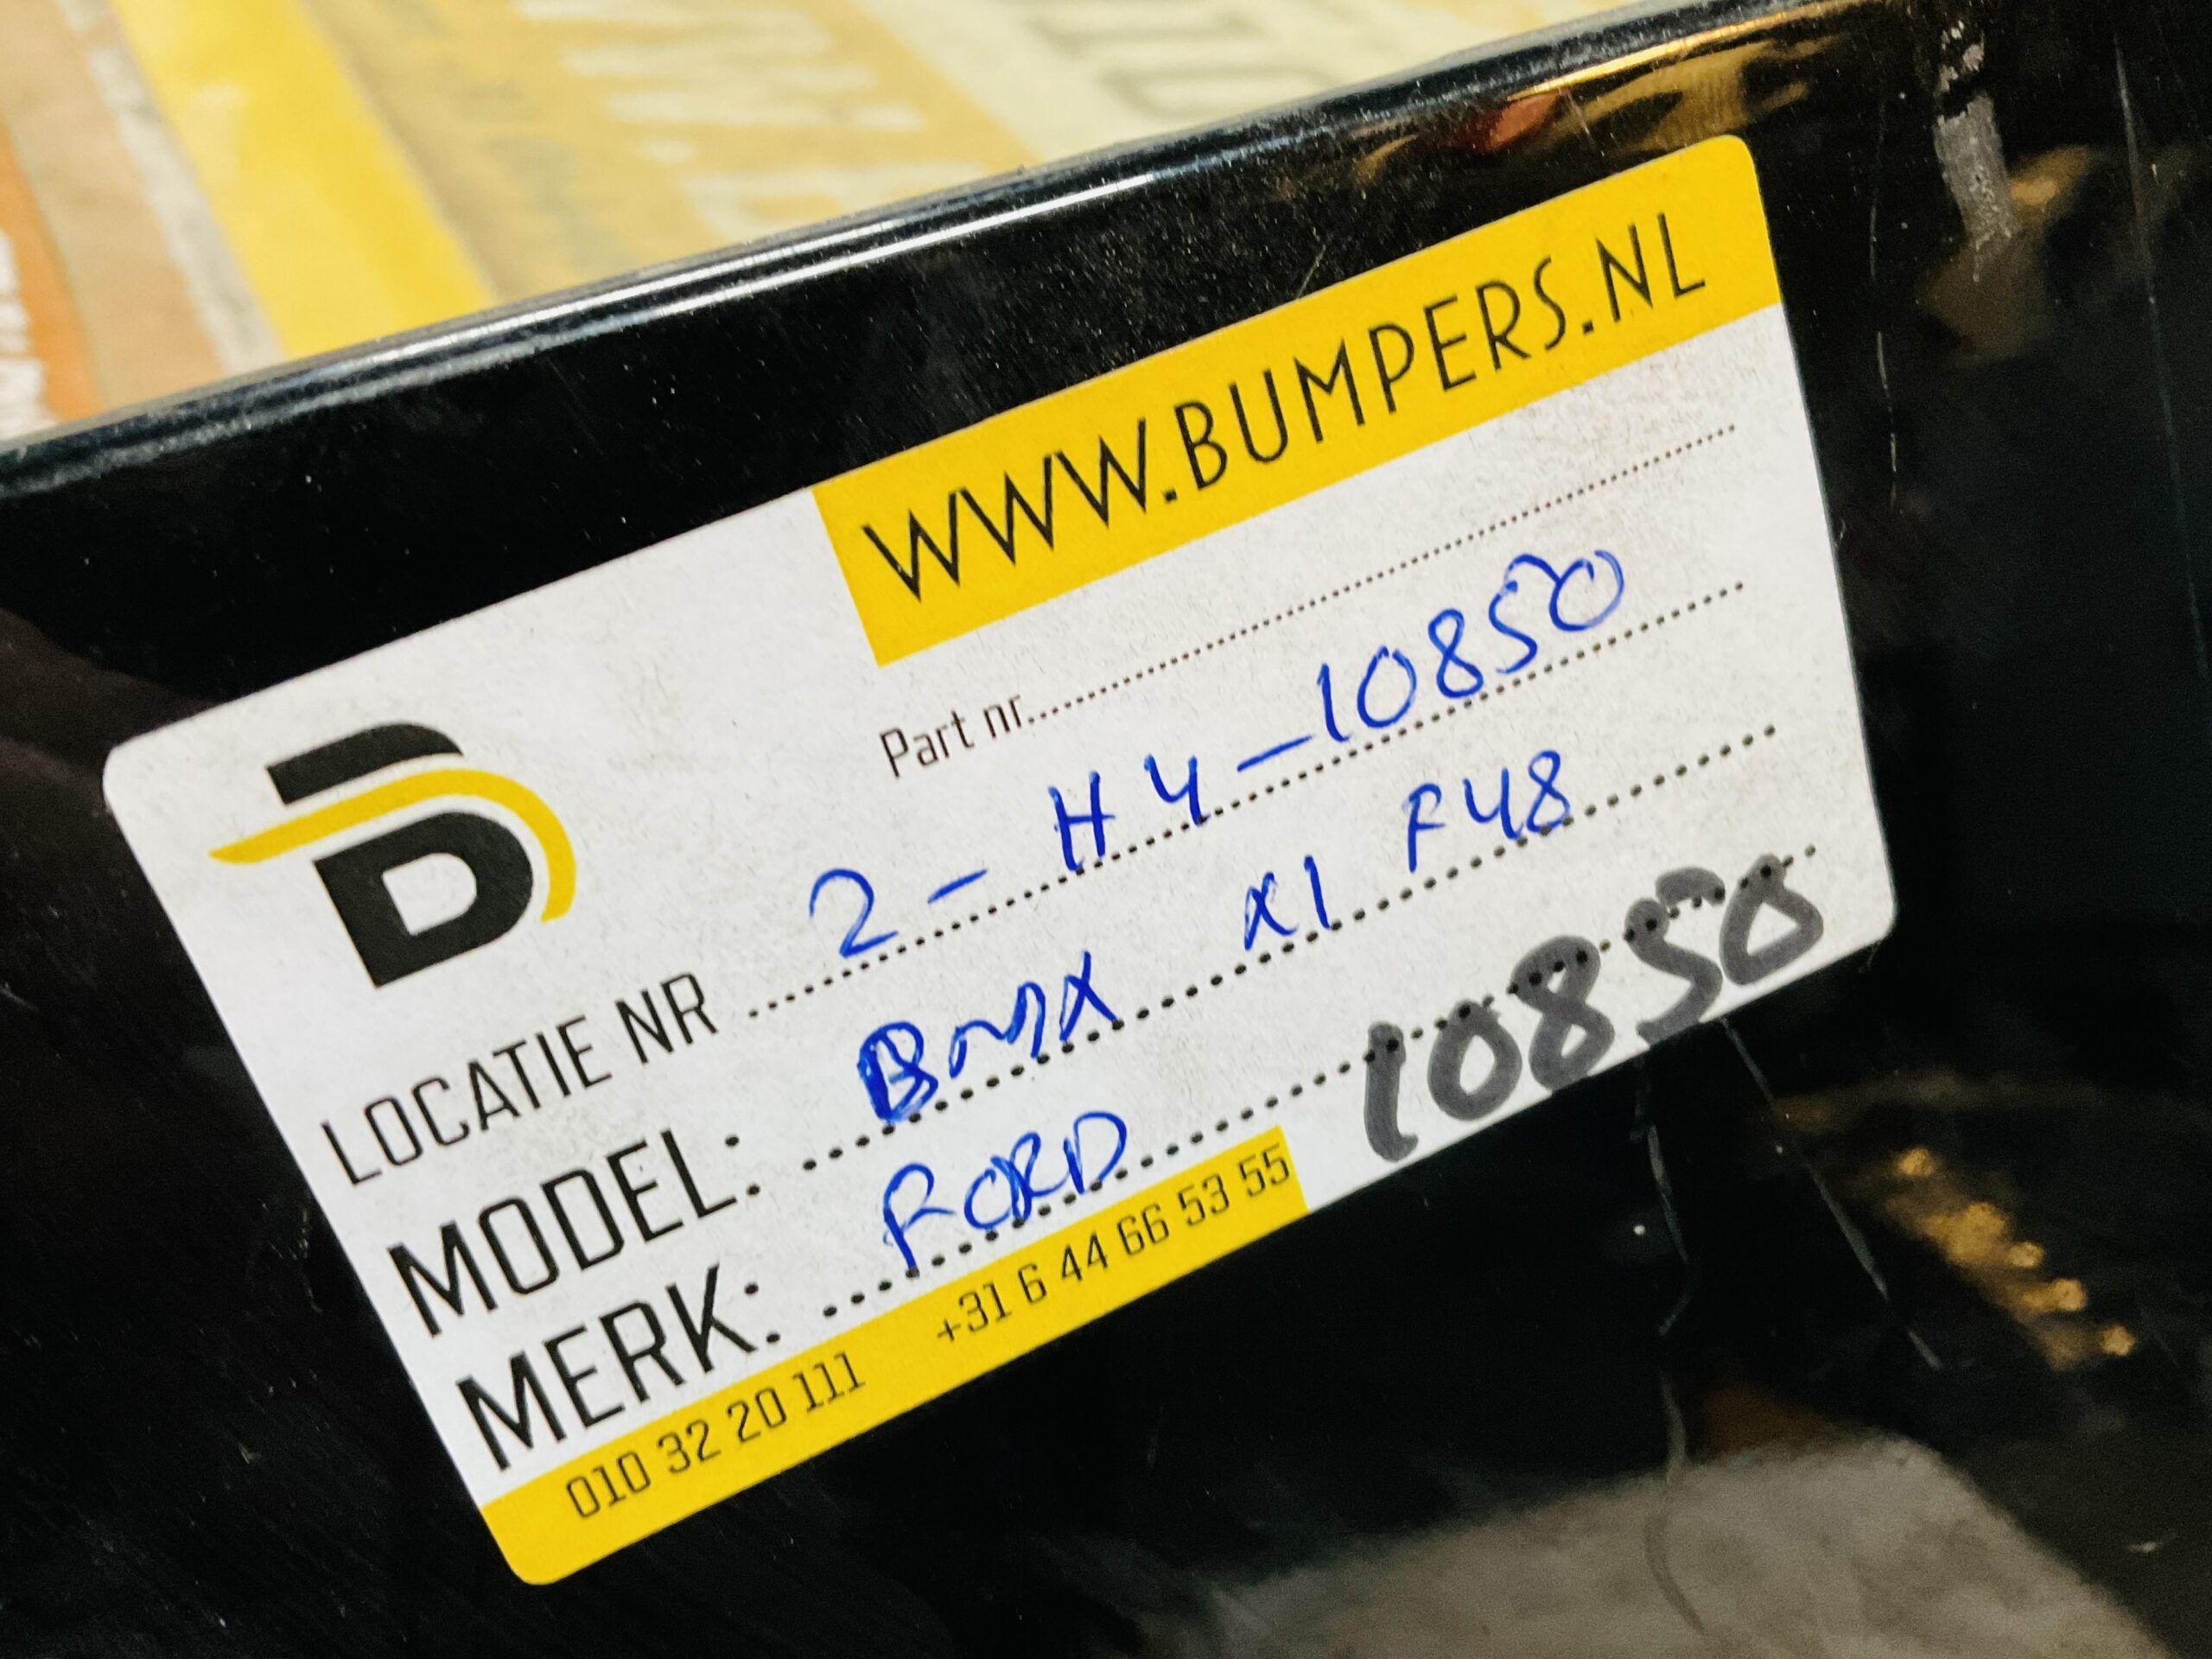 WWW.BUMPERS.NL
Part nr
LOCATIE NR 2 - H4 - 10850
MODEL: BMX X1 F48
MERK: FORD 10850
010 32 20 111 +31 6 44 66 53 55